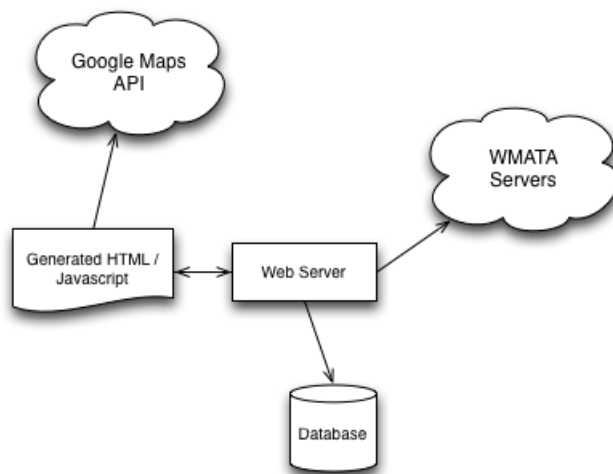 Google Maps
API
WMATA
Servers
Generated HTML /
Javascript
Web Server
Database